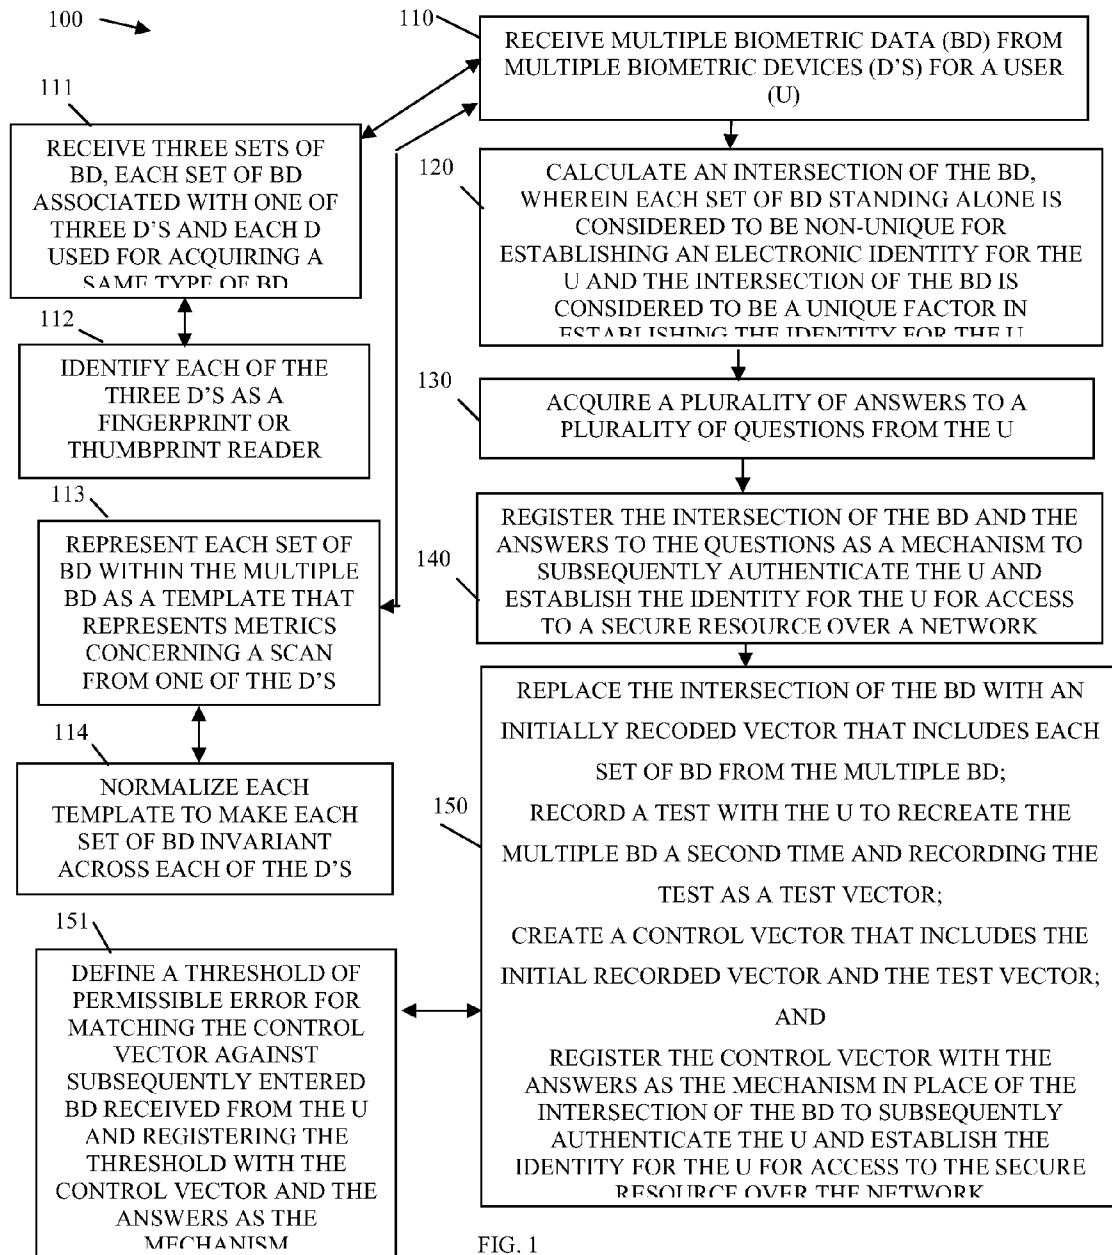 100
110
RECEIVE MULTIPLE BIOMETRIC DATA (BD) FROM
MULTIPLE BIOMETRIC DEVICES (D'S) FOR A USER
(U)
111
RECEIVE THREE SETS OF
BD, EACH SET OF BD
ASSOCIATED WITH ONE OF
THREE D'S AND EACH D
USED FOR ACQUIRING A
SAME TYPE OF BD
120
CALCULATE AN INTERSECTION OF THE BD,
WHEREIN EACH SET OF BD STANDING ALONE IS
CONSIDERED TO BE NON-UNIQUE FOR
ESTABLISHING AN ELECTRONIC IDENTITY FOR THE
U AND THE INTERSECTION OF THE BD IS
CONSIDERED TO BE A UNIQUE FACTOR IN
ESTABLISHING THE IDENTITY FOR THE U
112
IDENTIFY EACH OF THE
THREE D'S AS A
FINGERPRINT OR
THUMBPRINT READER
130
ACQUIRE A PLURALITY OF ANSWERS TO A
PLURALITY OF QUESTIONS FROM THE U
113
REPRESENT EACH SET OF
BD WITHIN THE MULTIPLE
BD AS A TEMPLATE THAT
REPRESENTS METRICS
CONCERNING A SCAN
FROM ONE OF THE D'S
140
REGISTER THE INTERSECTION OF THE BD AND THE
ANSWERS TO THE QUESTIONS AS A MECHANISM TO
SUBSEQUENTLY AUTHENTICATE THE U AND
ESTABLISH THE IDENTITY FOR THE U FOR ACCESS
TO A SECURE RESOURCE OVER A NETWORK
114
NORMALIZE EACH
TEMPLATE TO MAKE EACH
SET OF BD INVARIANT
ACROSS EACH OF THE D'S
150
REPLACE THE INTERSECTION OF THE BD WITH AN
INITIALLY RECODED VECTOR THAT INCLUDES EACH
SET OF BD FROM THE MULTIPLE BD;
RECORD A TEST WITH THE U TO RECREATE THE
MULTIPLE BD A SECOND TIME AND RECORDING THE
TEST AS A TEST VECTOR;
CREATE A CONTROL VECTOR THAT INCLUDES THE
INITIAL RECORDED VECTOR AND THE TEST VECTOR;
AND
REGISTER THE CONTROL VECTOR WITH THE
ANSWERS AS THE MECHANISM IN PLACE OF THE
INTERSECTION OF THE BD TO SUBSEQUENTLY
AUTHENTICATE THE U AND ESTABLISH THE
IDENTITY FOR THE U FOR ACCESS TO THE SECURE
RESOURCE OVER THE NETWORK
151
DEFINE A THRESHOLD OF
PERMISSIBLE ERROR FOR
MATCHING THE CONTROL
VECTOR AGAINST
SUBSEQUENTLY ENTERED
BD RECEIVED FROM THE U
AND REGISTERING THE
THRESHOLD WITH THE
CONTROL VECTOR AND THE
ANSWERS AS THE
MECHANISM
FIG. 1